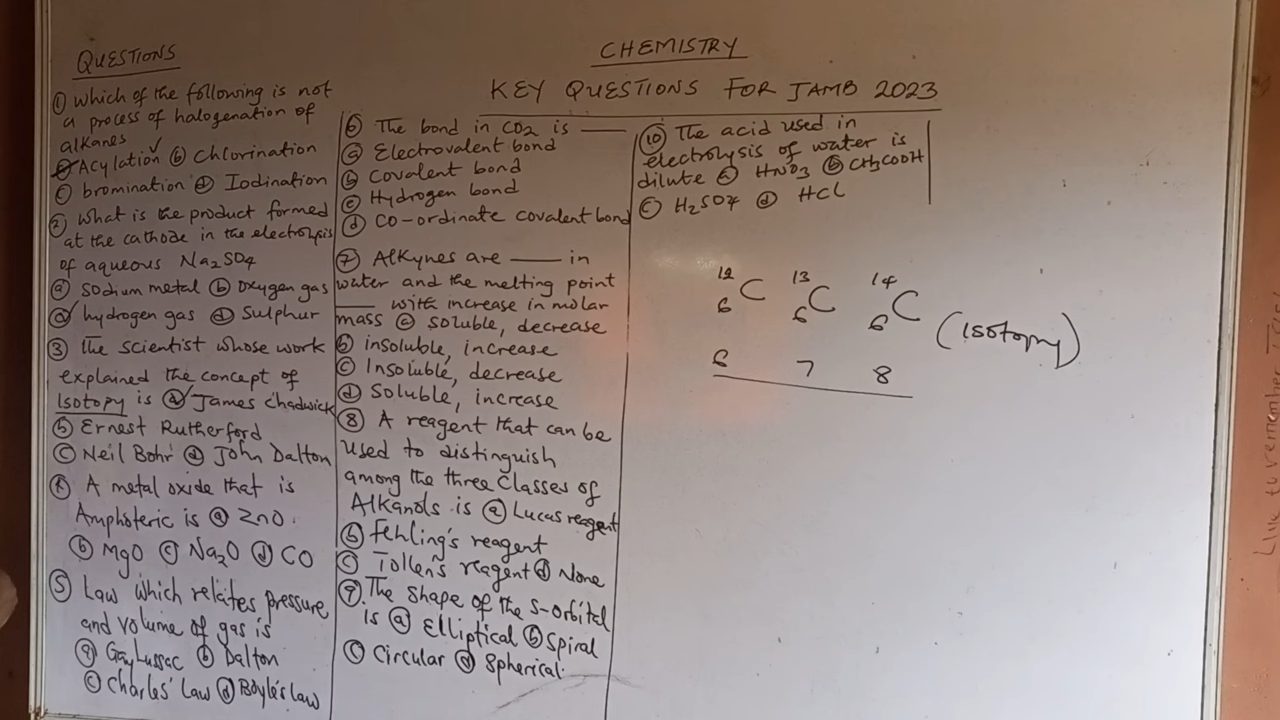 QUESTIONS
① Which of the following is not
a process of halogenation of
alkanes
ⓐ Acylation ✓ ⓑ Chlorination
ⓒ bromination ⓓ Iodination
② What is the product formed
at the cathode in the electrolysis
of aqueous Na2SO4
ⓐ Sodium metal ⓑ Oxygen gas
ⓒ hydrogen gas ⓓ Sulphur
③ The scientist whose work
explained the concept of
Isotopy is ⓐ James Chadwick
ⓑ Ernest Rutherford
ⓒ Neil Bohr ⓓ John Dalton
④ A metal oxide that is
Amphoteric is ⓐ ZnO.
ⓑ MgO ⓒ Na2O ⓓ CO
⑤ Law which relates pressure
and volume of gas is
ⓐ Gay Lussac ⓑ Dalton
ⓒ Charles' Law ⓓ Boyle's Law
CHEMISTRY
KEY QUESTIONS FOR JAMB 2023
⑥ The bond in CO2 is ____
ⓐ Electrovalent bond
ⓑ Covalent bond
ⓒ Hydrogen bond
ⓓ CO-ordinate covalent bond
⑦ Alkynes are ____ in
water and the melting point
____ with increase in molar
mass ⓐ soluble, decrease
ⓑ insoluble, increase
ⓒ Insoluble, decrease
ⓓ Soluble, increase
⑧ A reagent that can be
used to distinguish
among the three Classes of
Alkanols is ⓐ Lucas reagent
ⓑ Fehling's reagent
ⓒ Tollen's reagent ⓓ None
⑨ The shape of the S-orbital
is ⓐ Elliptical ⓑ Spiral
ⓒ Circular ⓓ Spherical
⑩ The acid used in
electrolysis of water is
dilute ⓐ HNO3 ⓑ CH3COOH
ⓒ H2SO4 ⓓ HCl
12 6 C 13 6 C 14 6 C (Isotopy)
6 7 8